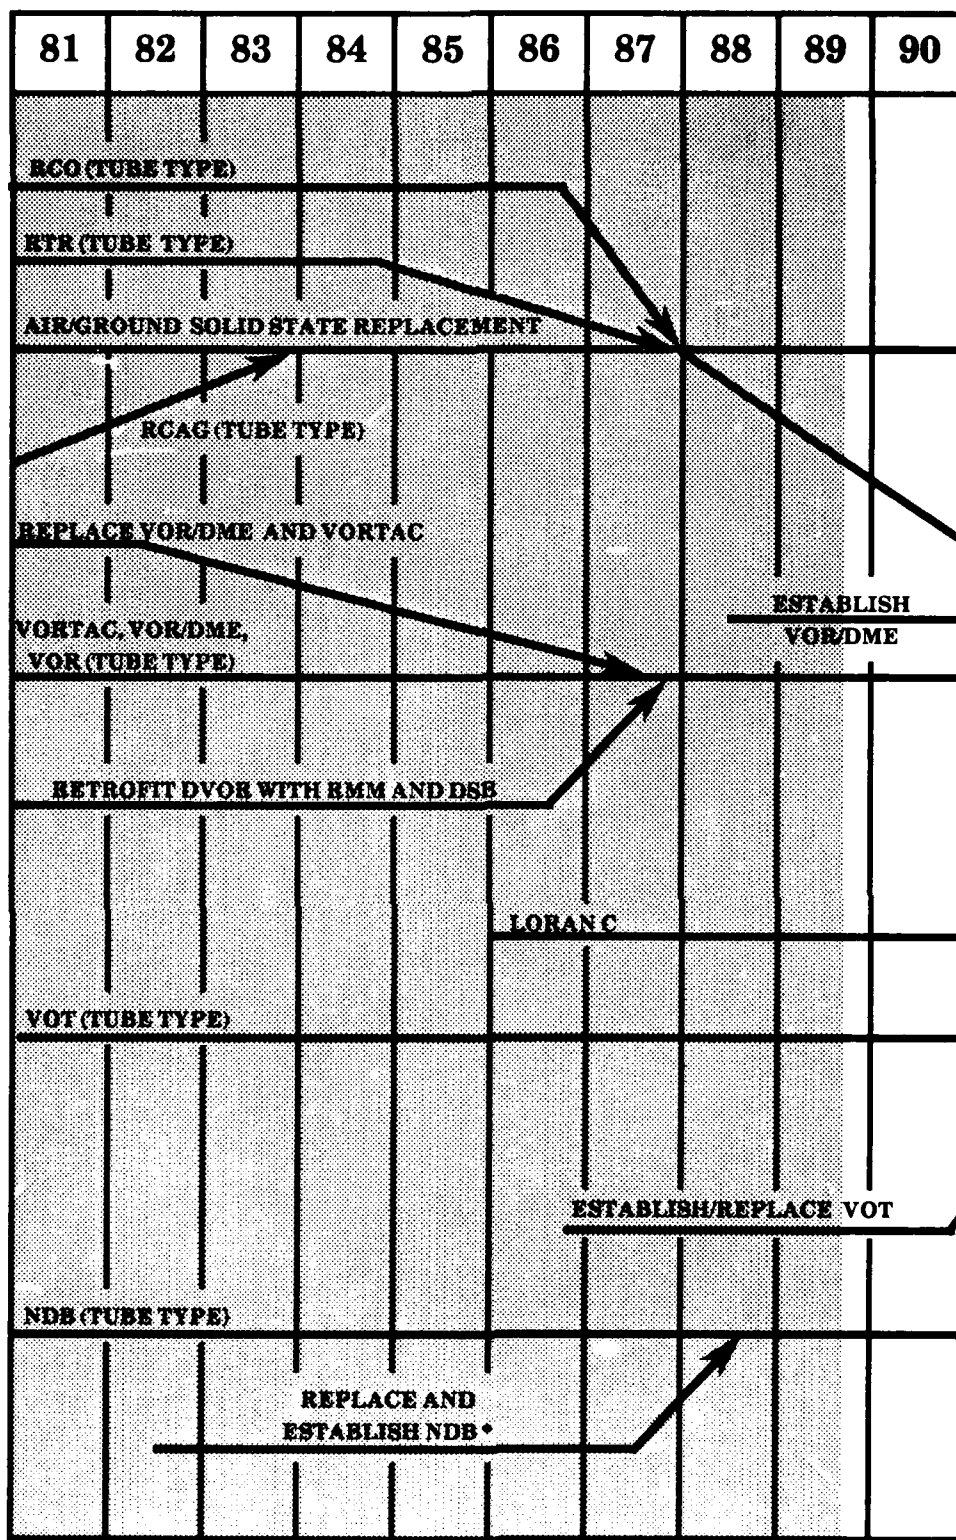 81 82 83 84 85 86 87 88 89 90
RCO (TUBE TYPE)
RTR (TUBE TYPE)
AIR/GROUND SOLID STATE REPLACEMENT
RCAG (TUBE TYPE)
REPLACE VOR/DME AND VORTAC
ESTABLISH
VOR/DME
VORTAC, VOR/DME,
VOR (TUBE TYPE)
RETROFIT DVOR WITH RMM AND DSB
LORAN C
VOT (TUBE TYPE)
ESTABLISH/REPLACE VOT
NDB (TUBE TYPE)
REPLACE AND
ESTABLISH NDB *